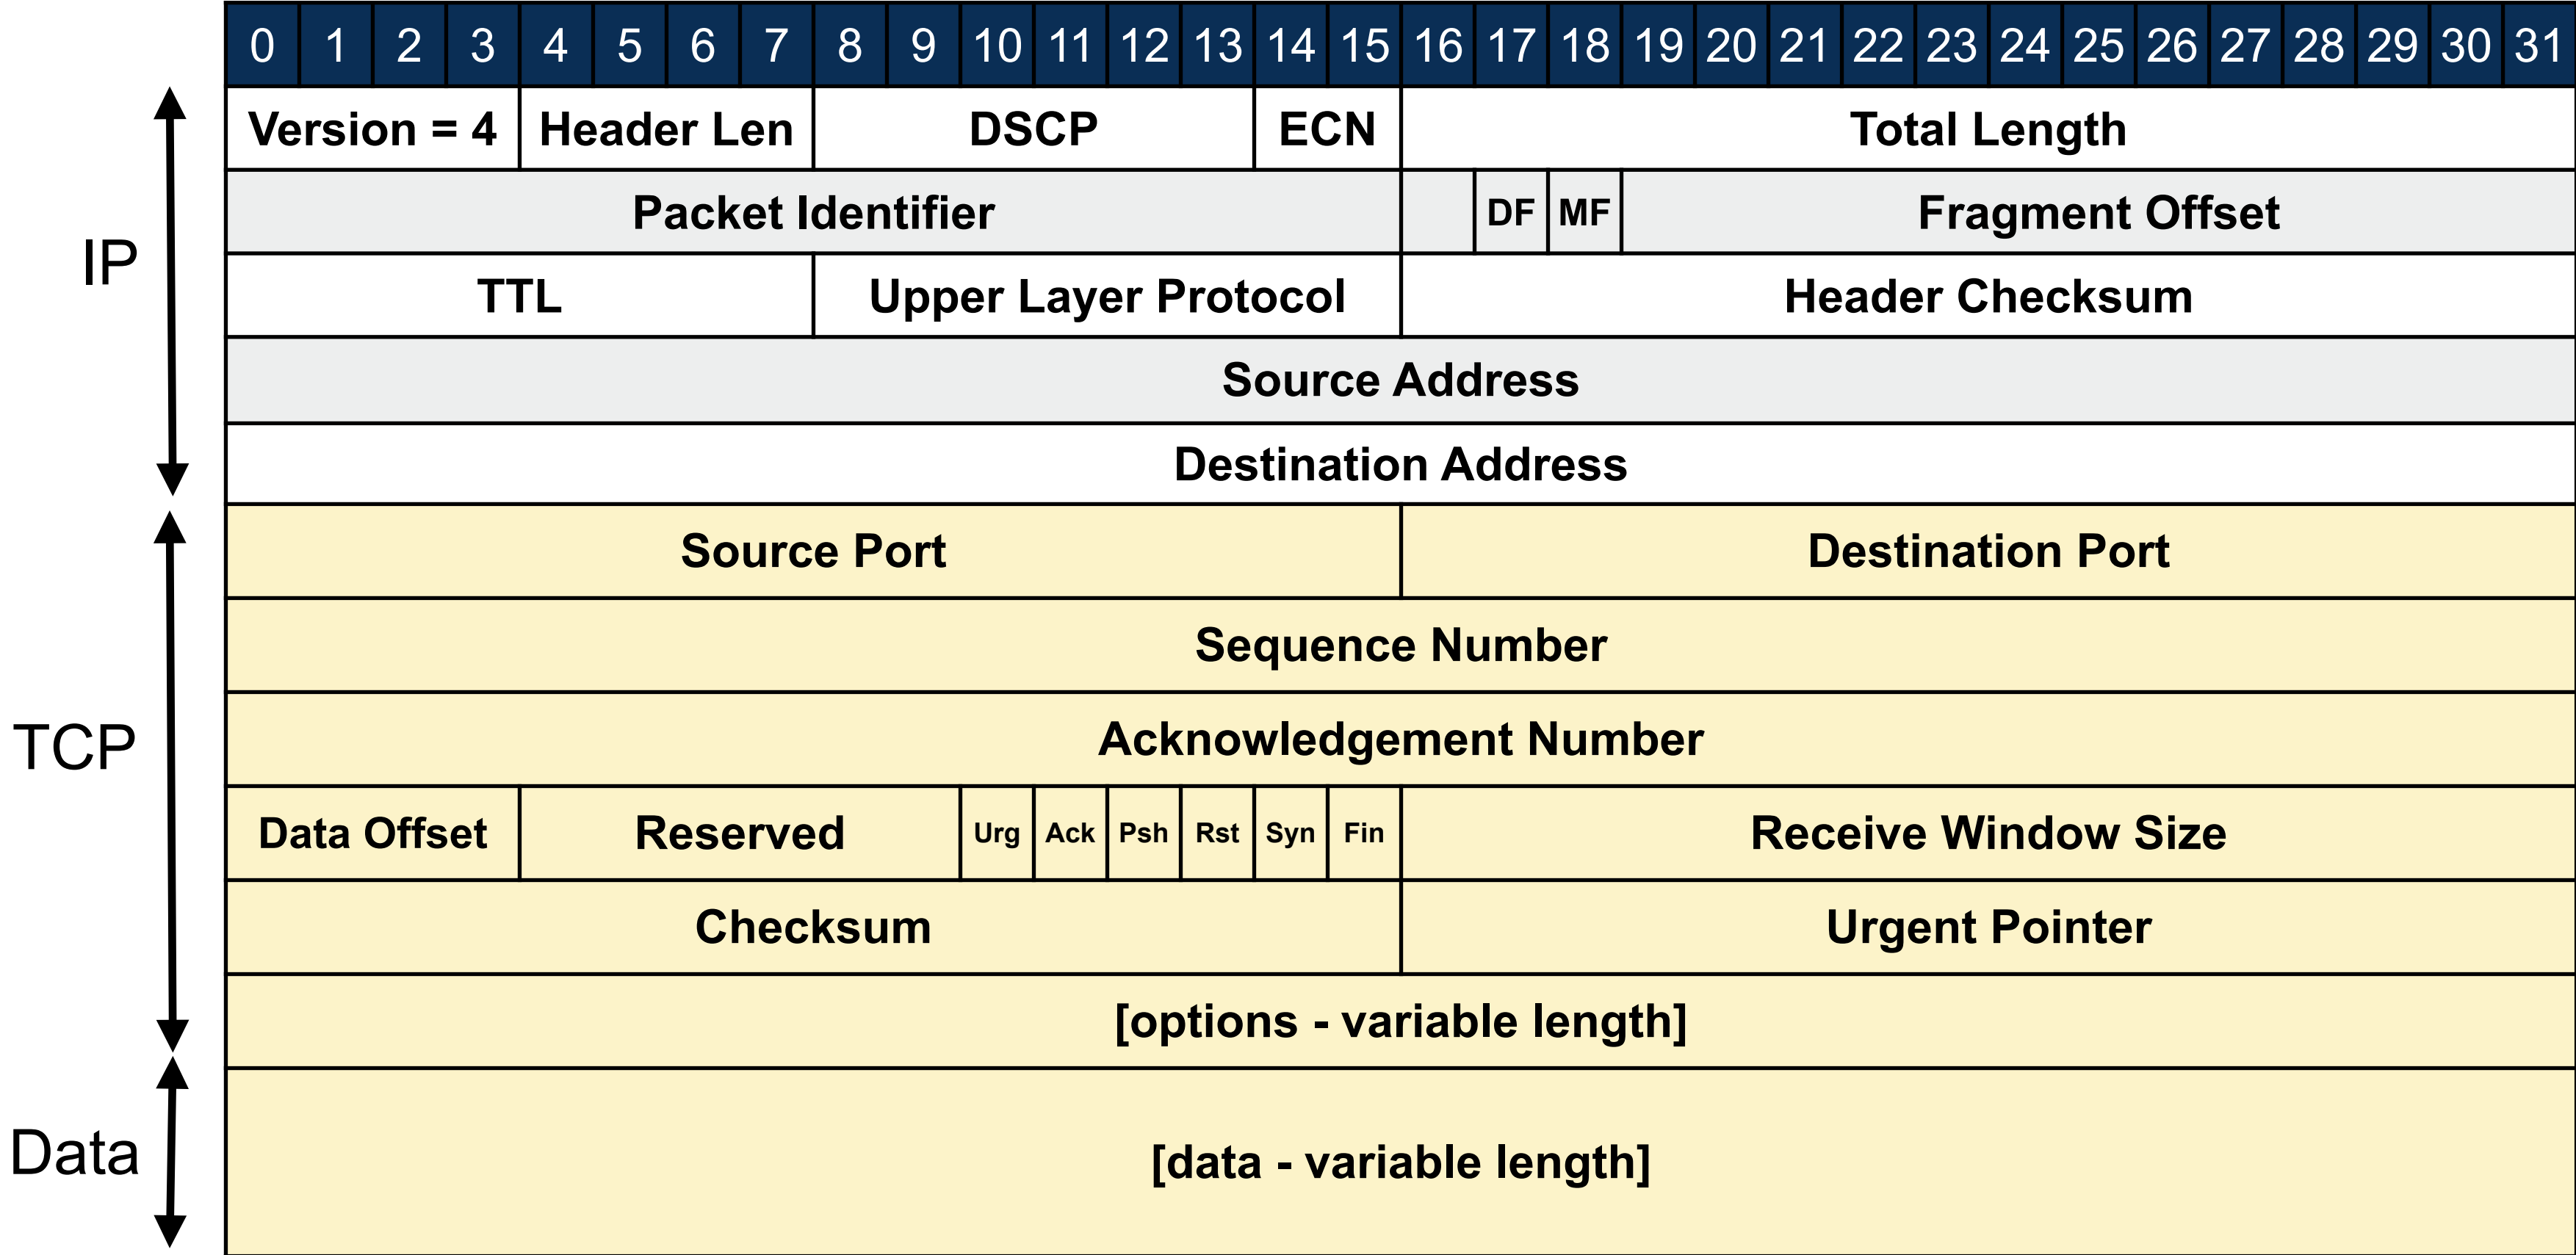 0 1 2 3 4 5 6 7 8 9 10 11 12 13 14 15 16 17 18 19 20 21 22 23 24 25 26 27 28 29 30 31
Version = 4 Header Len DSCP ECN Total Length
Packet Identifier DF MF Fragment Offset
IP
TTL Upper Layer Protocol Header Checksum
Source Address
Destination Address
Source Port Destination Port
Sequence Number
TCP
Acknowledgement Number
Data Offset Reserved Urg Ack Psh Rst Syn Fin Receive Window Size
Checksum Urgent Pointer
[options - variable length]
Data
[data - variable length]